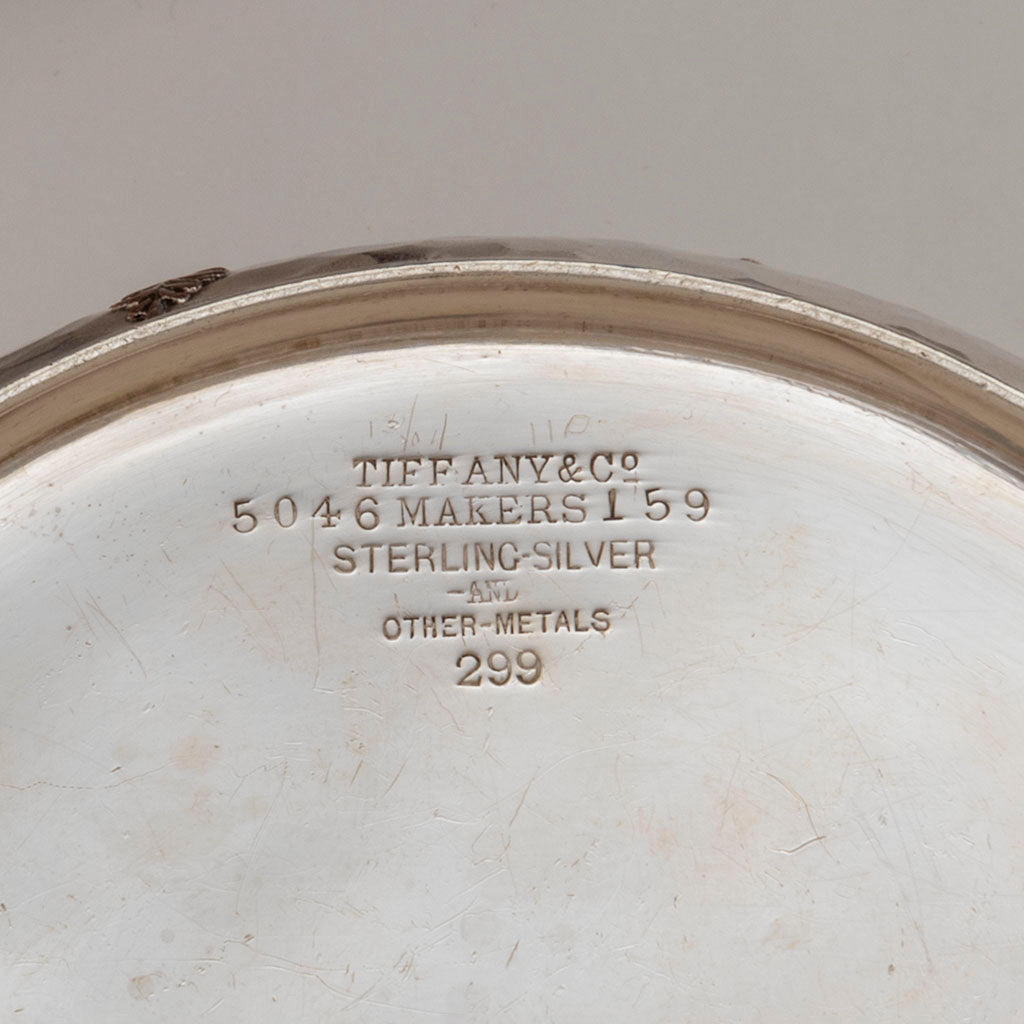 TIFFANY & Cº
5046 MAKERS 159
STERLING-SILVER
-AND
OTHER-METALS
299